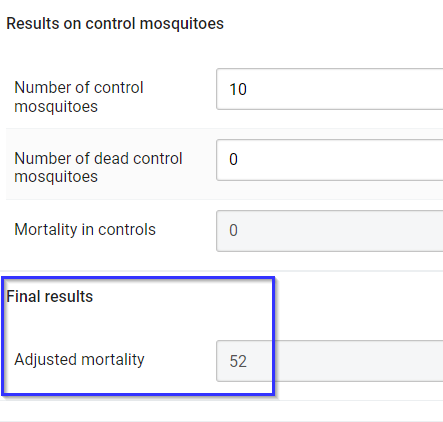 Results on control mosquitoes
Number of control
mosquitoes
10
Number of dead control
mosquitoes
0
Mortality in controls
0
Final results
Adjusted mortality
52